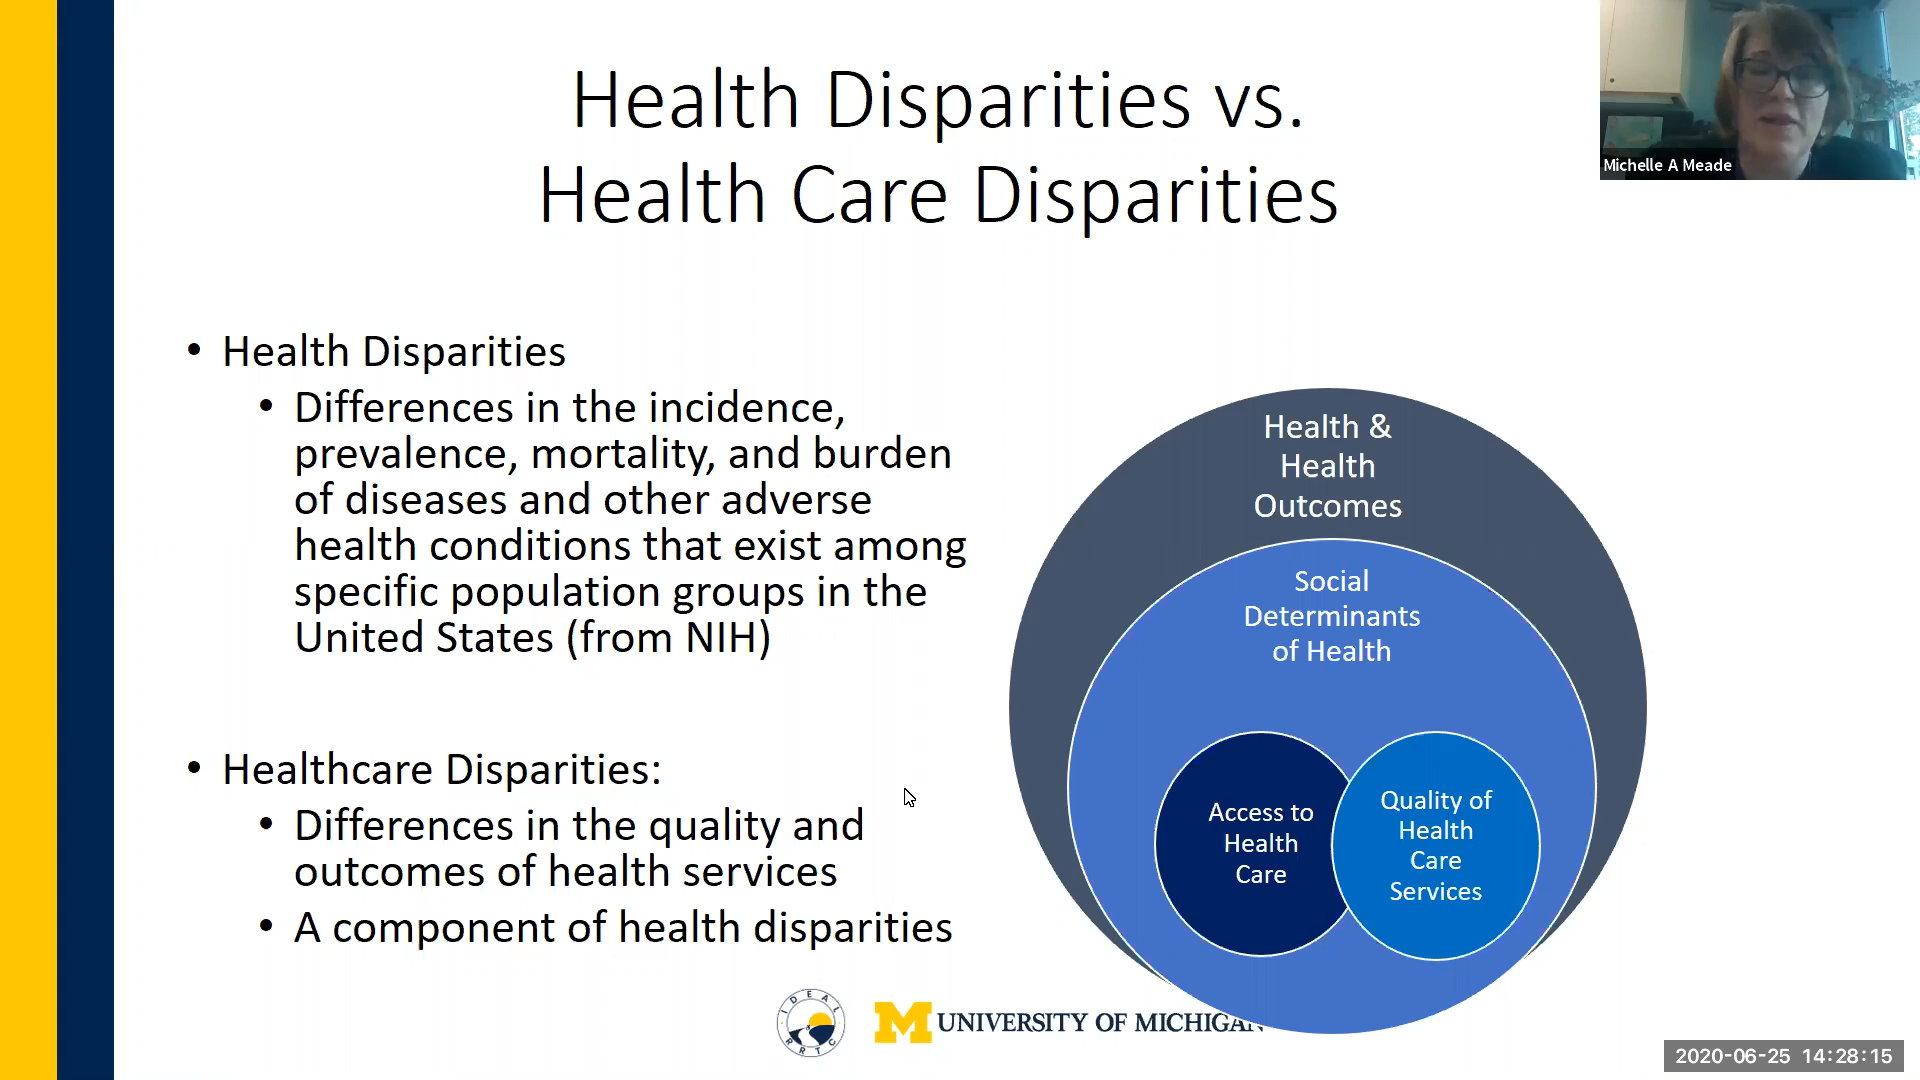 Health Disparities vs.
Health Care Disparities
Michelle A Meade
• Health Disparities
• Differences in the incidence,
prevalence, mortality, and burden
of diseases and other adverse
health conditions that exist among
specific population groups in the
United States (from NIH)
• Healthcare Disparities:
• Differences in the quality and
outcomes of health services
• A component of health disparities
Health &
Health
Outcomes
Social
Determinants
of Health
Access to
Health
Care
Quality of
Health
Care
Services
IDEAL
RRTC
M UNIVERSITY OF MICHIGAN
2020-06-25 14:28:15